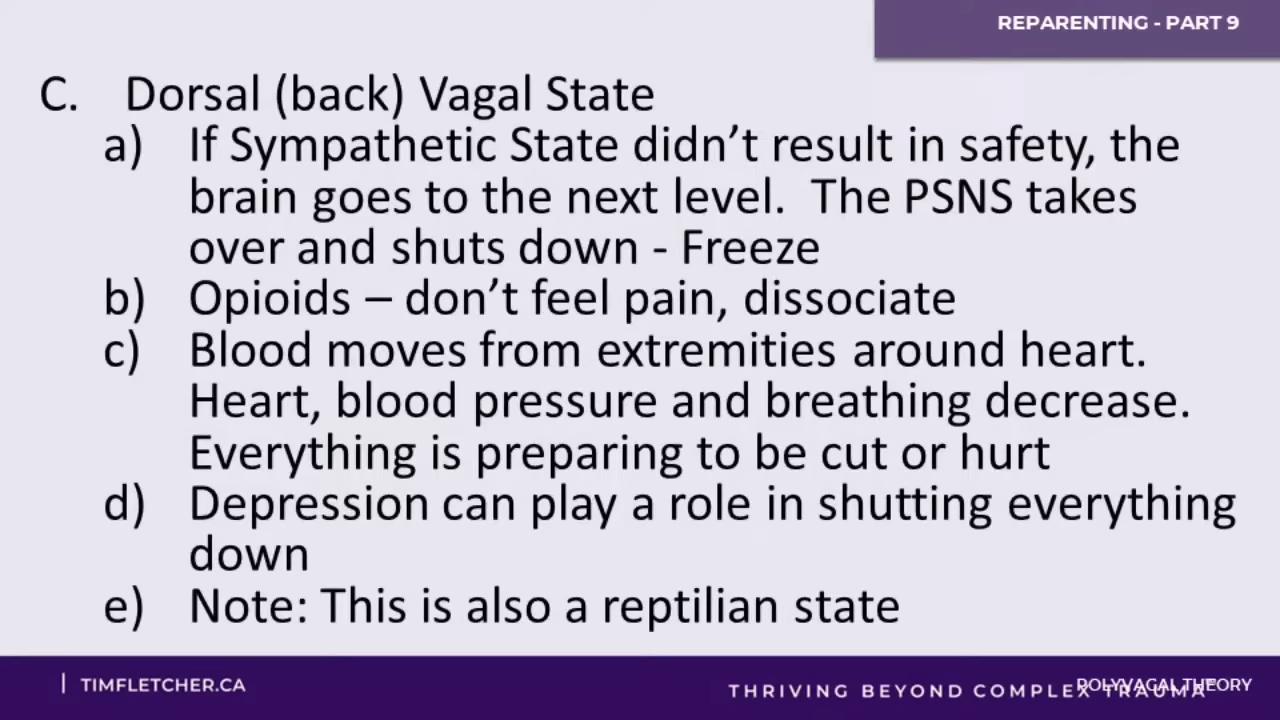 REPARENTING - PART 9
C. Dorsal (back) Vagal State
a) If Sympathetic State didn’t result in safety, the
brain goes to the next level.  The PSNS takes
over and shuts down - Freeze
b) Opioids – don’t feel pain, dissociate
c) Blood moves from extremities around heart.
Heart, blood pressure and breathing decrease.
Everything is preparing to be cut or hurt
d) Depression can play a role in shutting everything
down
e) Note: This is also a reptilian state
| TIMFLETCHER.CA
THRIVING BEYOND COMPLEX TRAUMA
POLYVAGAL THEORY